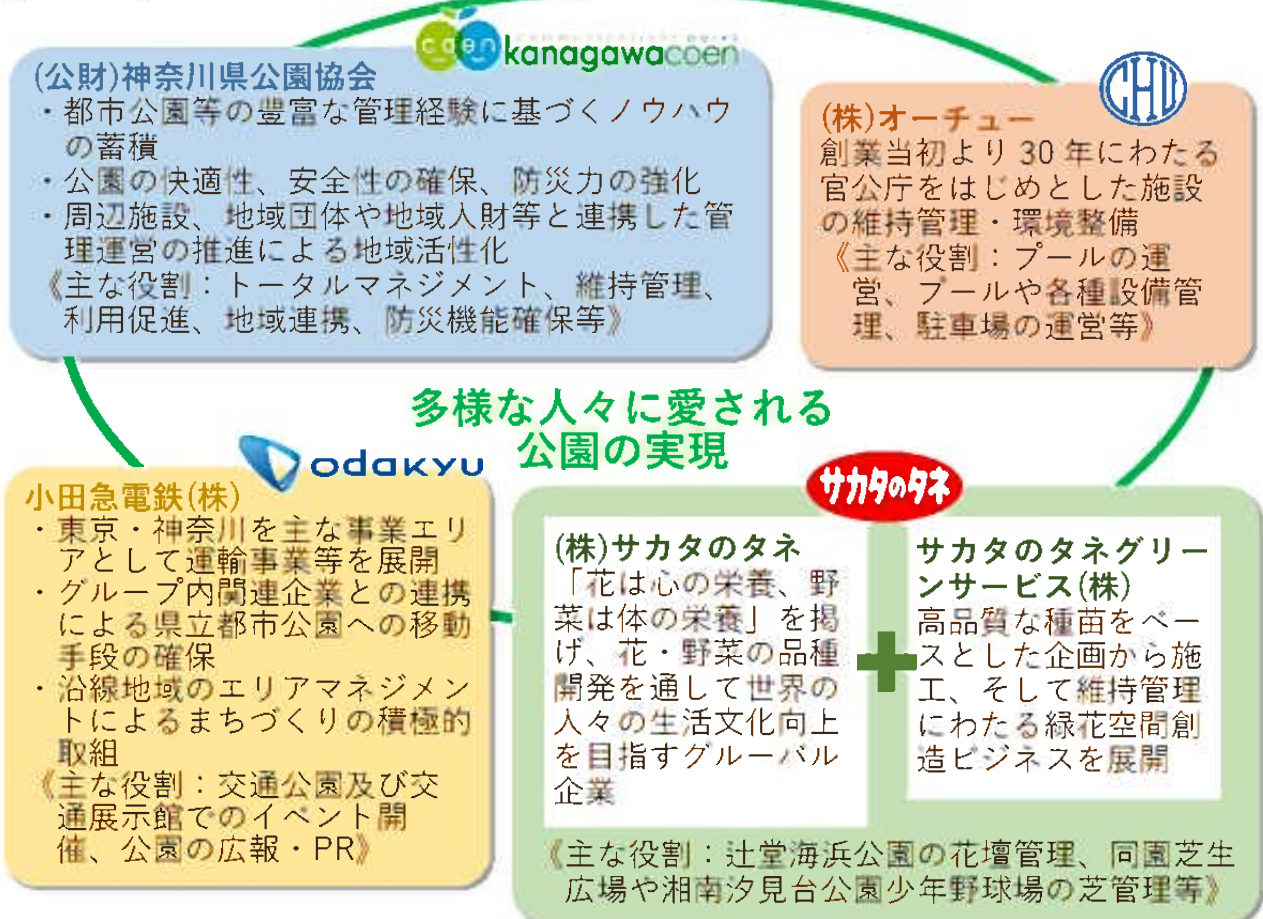 coen kanagawacoen
(公財)神奈川県公園協会
・都市公園等の豊富な管理経験に基づくノウハウ
の蓄積
・公園の快適性、安全性の確保、防災力の強化
・周辺施設、地域団体や地域人財等と連携した管
理運営の推進による地域活性化
《主な役割：トータルマネジメント、維持管理、
利用促進、地域連携、防災機能確保等》
CHU
(株)オーチュー
創業当初より 30 年にわたる
官公庁をはじめとした施設
の維持管理・環境整備
《主な役割：プールの運
営、プールや各種設備管
理、駐車場の運営等》
多様な人々に愛される
公園の実現
odakyu
小田急電鉄(株)
・東京・神奈川を主な事業エリ
アとして運輸事業等を展開
・グループ内関連企業との連携
による県立都市公園への移動
手段の確保
・沿線地域のエリアマネジメン
トによるまちづくりの積極的
取組
《主な役割：交通公園及び交
通展示館でのイベント開
催、公園の広報・PR》
サカタのタネ
(株)サカタのタネ
「花は心の栄養、野
菜は体の栄養」を掲
げ、花・野菜の品種
開発を通して世界の
人々の生活文化向上
を目指すグルーバル
企業
サカタのタネグリー
ンサービス(株)
高品質な種苗をベー
スとした企画から施
工、そして維持管理
にわたる緑花空間創
造ビジネスを展開
《主な役割：辻堂海浜公園の花壇管理、同園芝生
広場や湘南汐見台公園少年野球場の芝管理等》